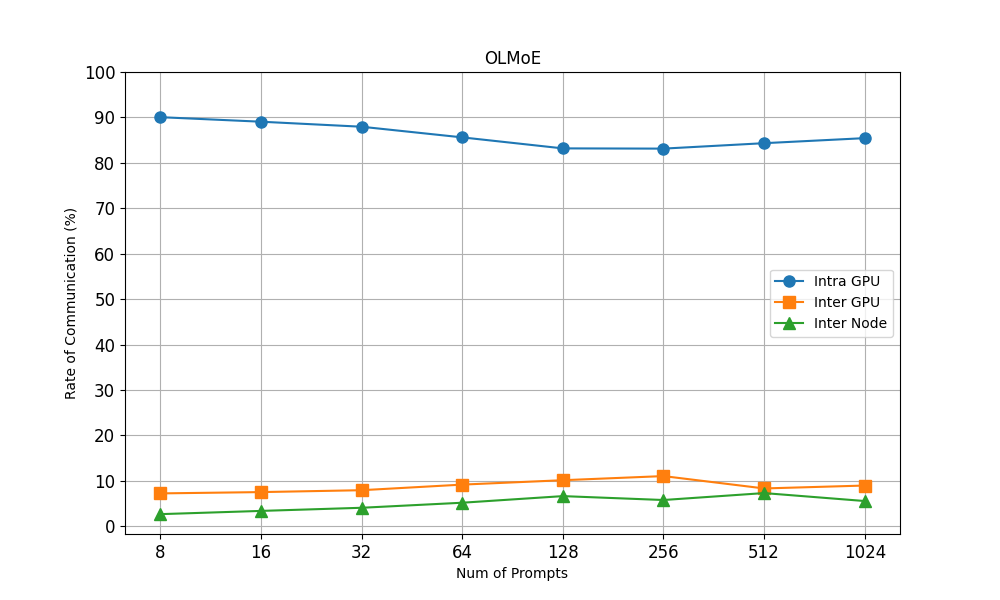 OLMoE
100
90
80
70
60
50
40
30
20
10
0
Rate of Communication (%)
Intra GPU
Inter GPU
Inter Node
8 16 32 64 128 256 512 1024
Num of Prompts